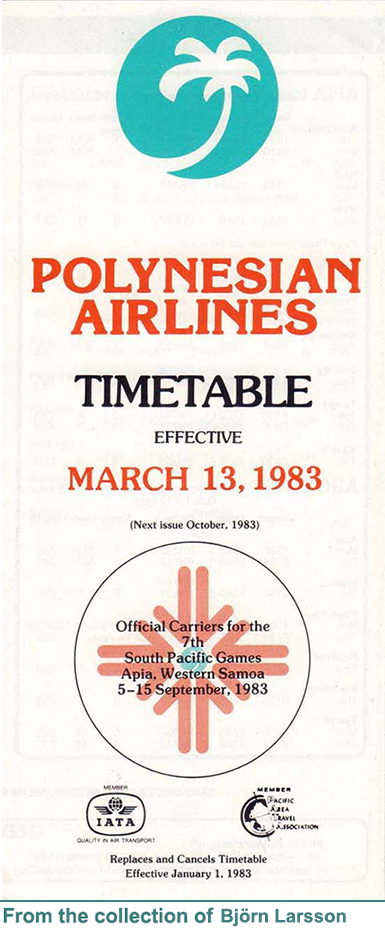 POLYNESIAN
AIRLINES
TIMETABLE
EFFECTIVE
MARCH 13, 1983
(Next issue October, 1983)
Official Carriers for the
7th
South Pacific Games
Apia, Western Samoa
5–15 September, 1983
MEMBER
IATA
QUALITY IN AIR TRANSPORT
MEMBER
PACIFIC
AREA
TRAVEL
ASSOCIATION
Replaces and Cancels Timetable
Effective January 1, 1983
From the collection of Björn Larsson